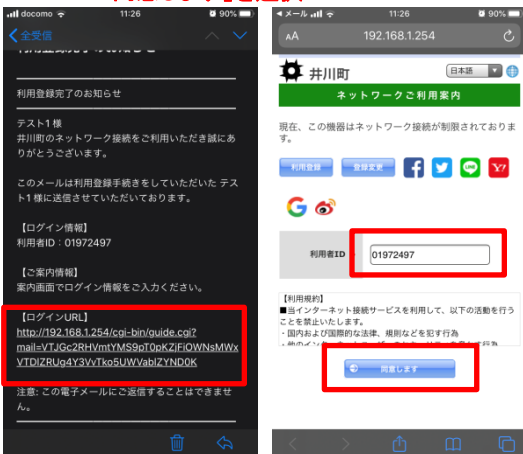 docomo 11:26 90%
全受信
利用登録完了のお知らせ
テスト1 様
井川町のネットワーク接続をご利用いただき誠にあ
りがとうございます。
このメールは利用登録手続きをしていただいた テス
ト1 様に送信させていただいております。
【ログイン情報】
利用者ID：01972497
【ご案内情報】
案内画面でログイン情報をご入力ください。
【ログインURL】
http://192.168.1.254/cgi-bin/guide.cgi?
mail=VTJGc2RHVmtYMS9pT0pKZjFiOWNsMWx
VTDIZRUg4Y3VvTko5UWVablZYND0K
注意: この電子メールにご返信することはできませ
ん。
メール 11:26 90%
AA 192.168.1.254
井川町 日本語
ネットワークご利用案内
現在、この機器はネットワーク接続が制限されておりま
す。
利用登録 登録変更 f LINE Y!
G
利用者ID 01972497
【利用規約】
■当インターネット接続サービスを利用して、以下の活動を行う
ことを禁止いたします。
・国内および国際的な法律、規則などを犯す行為
同意します